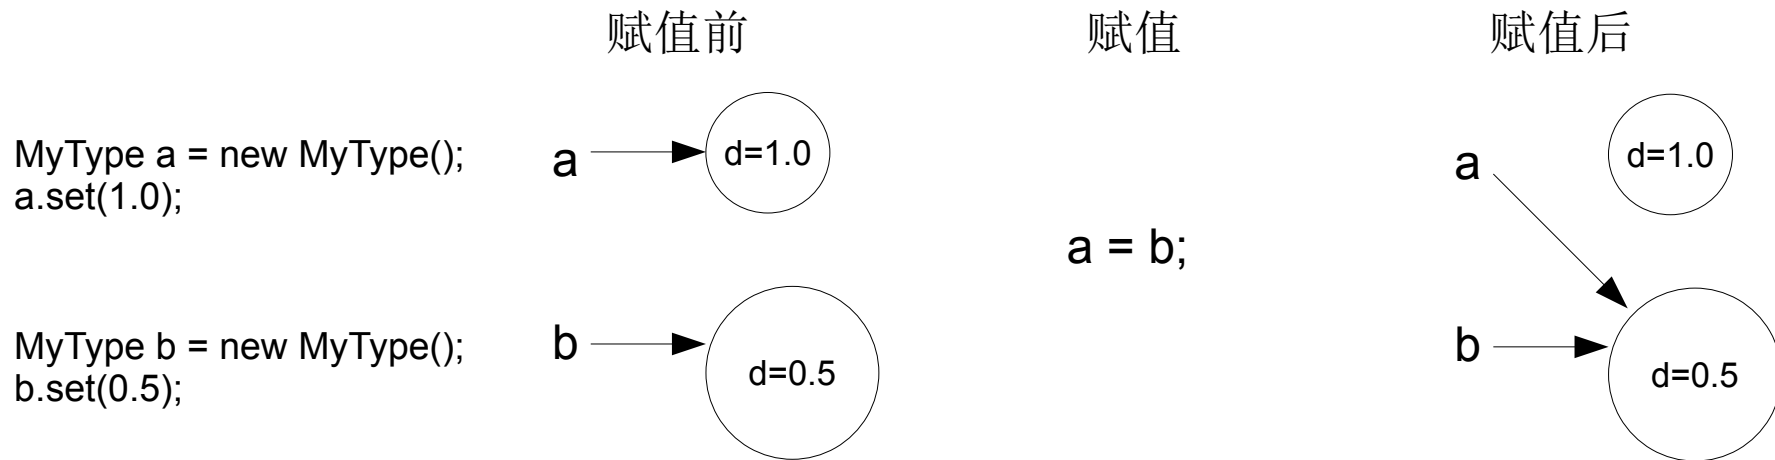 赋值前
赋值
赋值后
MyType a = new MyType();
a.set(1.0);
a
d=1.0
a
d=1.0
a = b;
MyType b = new MyType();
b.set(0.5);
b
d=0.5
b
d=0.5